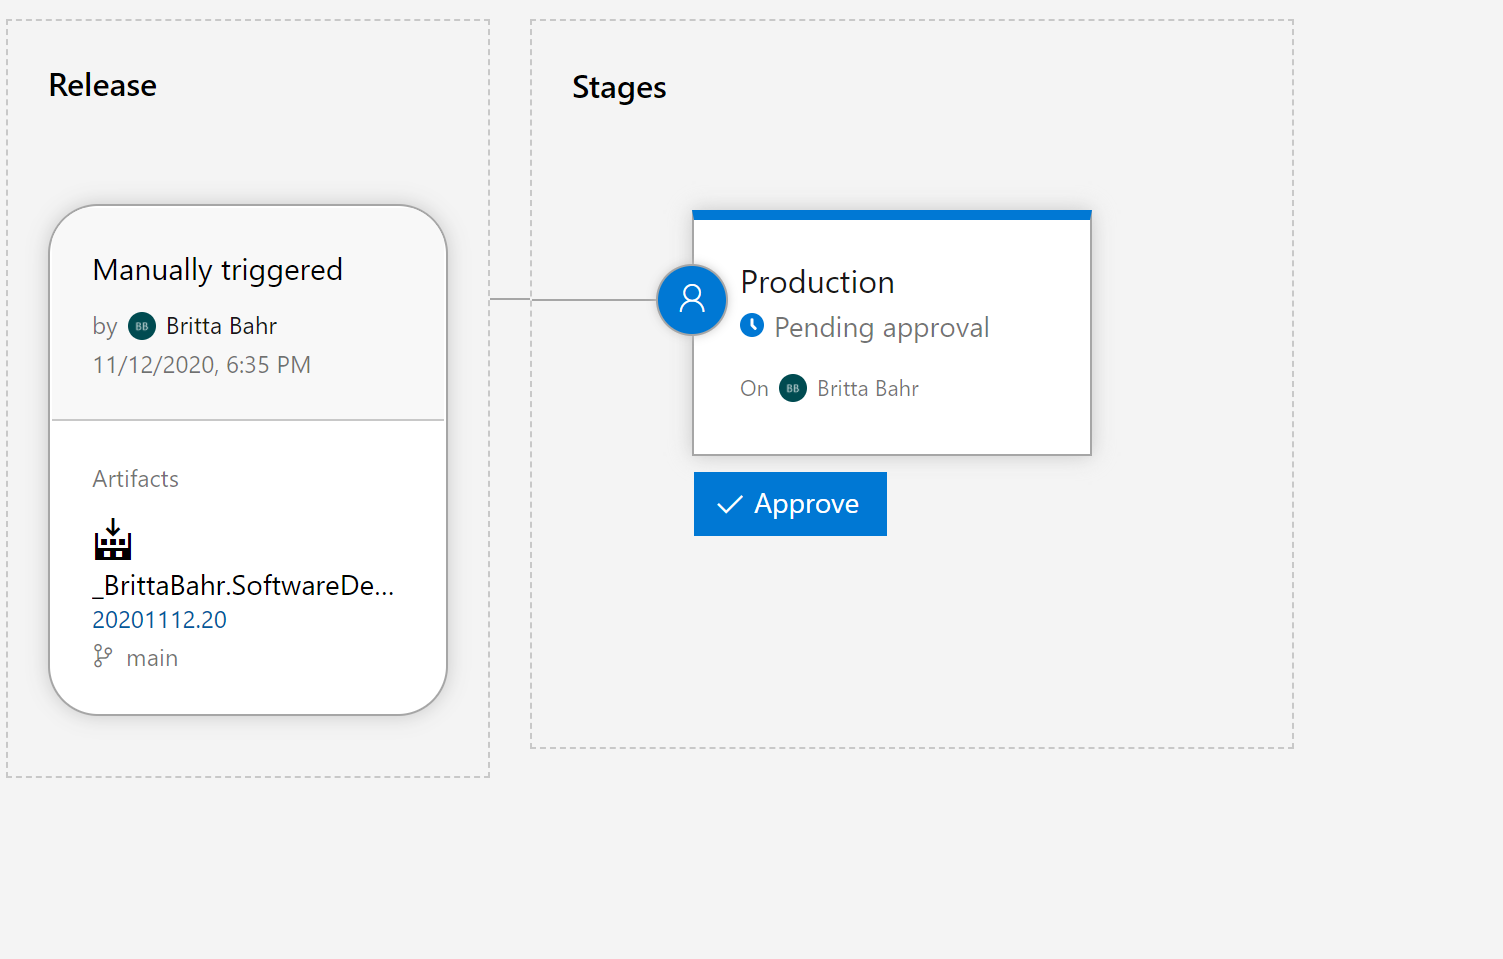 Release
Manually triggered
by BB Britta Bahr
11/12/2020, 6:35 PM
Artifacts
_BrittaBahr.SoftwareDe...
20201112.20
main
Stages
Production
Pending approval
On BB Britta Bahr
Approve